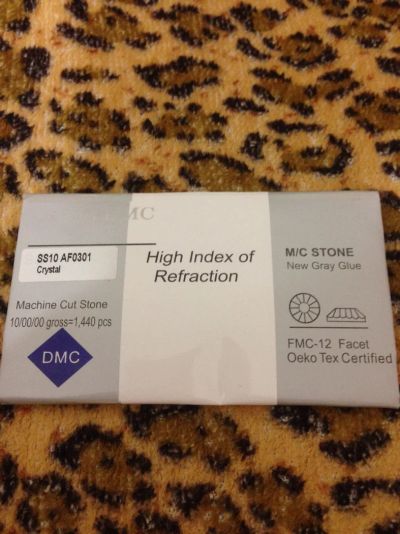 MC
SS10 AF0301
Crystal
Machine Cut Stone
10/00/00 gross=1,440 pcs
DMC
High Index of
Refraction
M/C STONE
New Gray Glue
FMC-12 Facet
Oeko Tex Certified